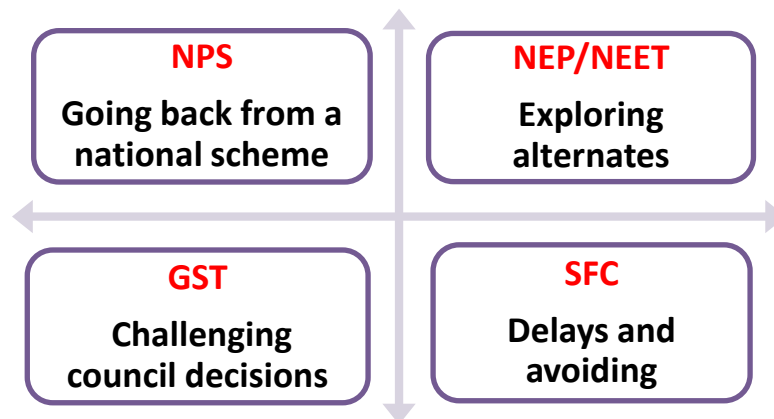 NPS
Going back from a
national scheme
NEP/NEET
Exploring
alternates
GST
Challenging
council decisions
SFC
Delays and
avoiding